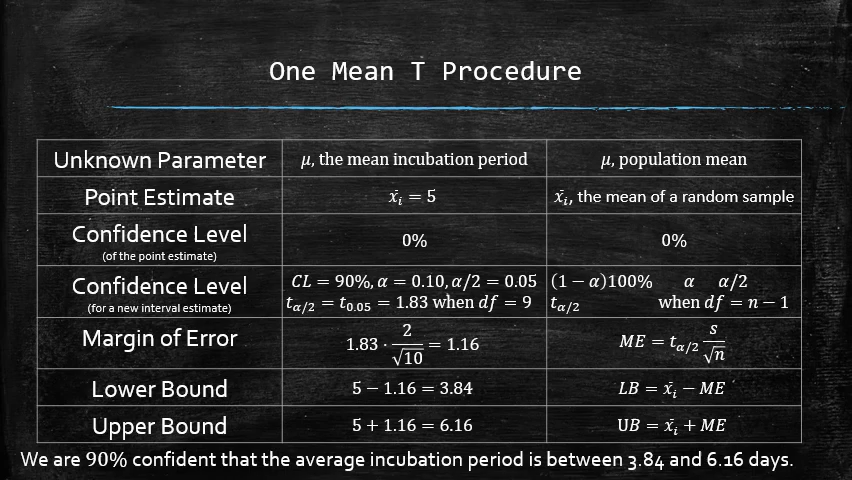 One Mean T Procedure
Unknown Parameter μ, the mean incubation period μ, population mean
Point Estimate x̄ᵢ = 5 x̄ᵢ, the mean of a random sample
Confidence Level (of the point estimate) 0% 0%
Confidence Level (for a new interval estimate) CL = 90%, α = 0.10, α/2 = 0.05 (1 − α)100% α α/2
t_{α/2} = t_{0.05} = 1.83 when df = 9 t_{α/2} when df = n − 1
Margin of Error 1.83 · 2/√10 = 1.16 ME = t_{α/2} s/√n
Lower Bound 5 − 1.16 = 3.84 LB = x̄ᵢ − ME
Upper Bound 5 + 1.16 = 6.16 UB = x̄ᵢ + ME
We are 90% confident that the average incubation period is between 3.84 and 6.16 days.